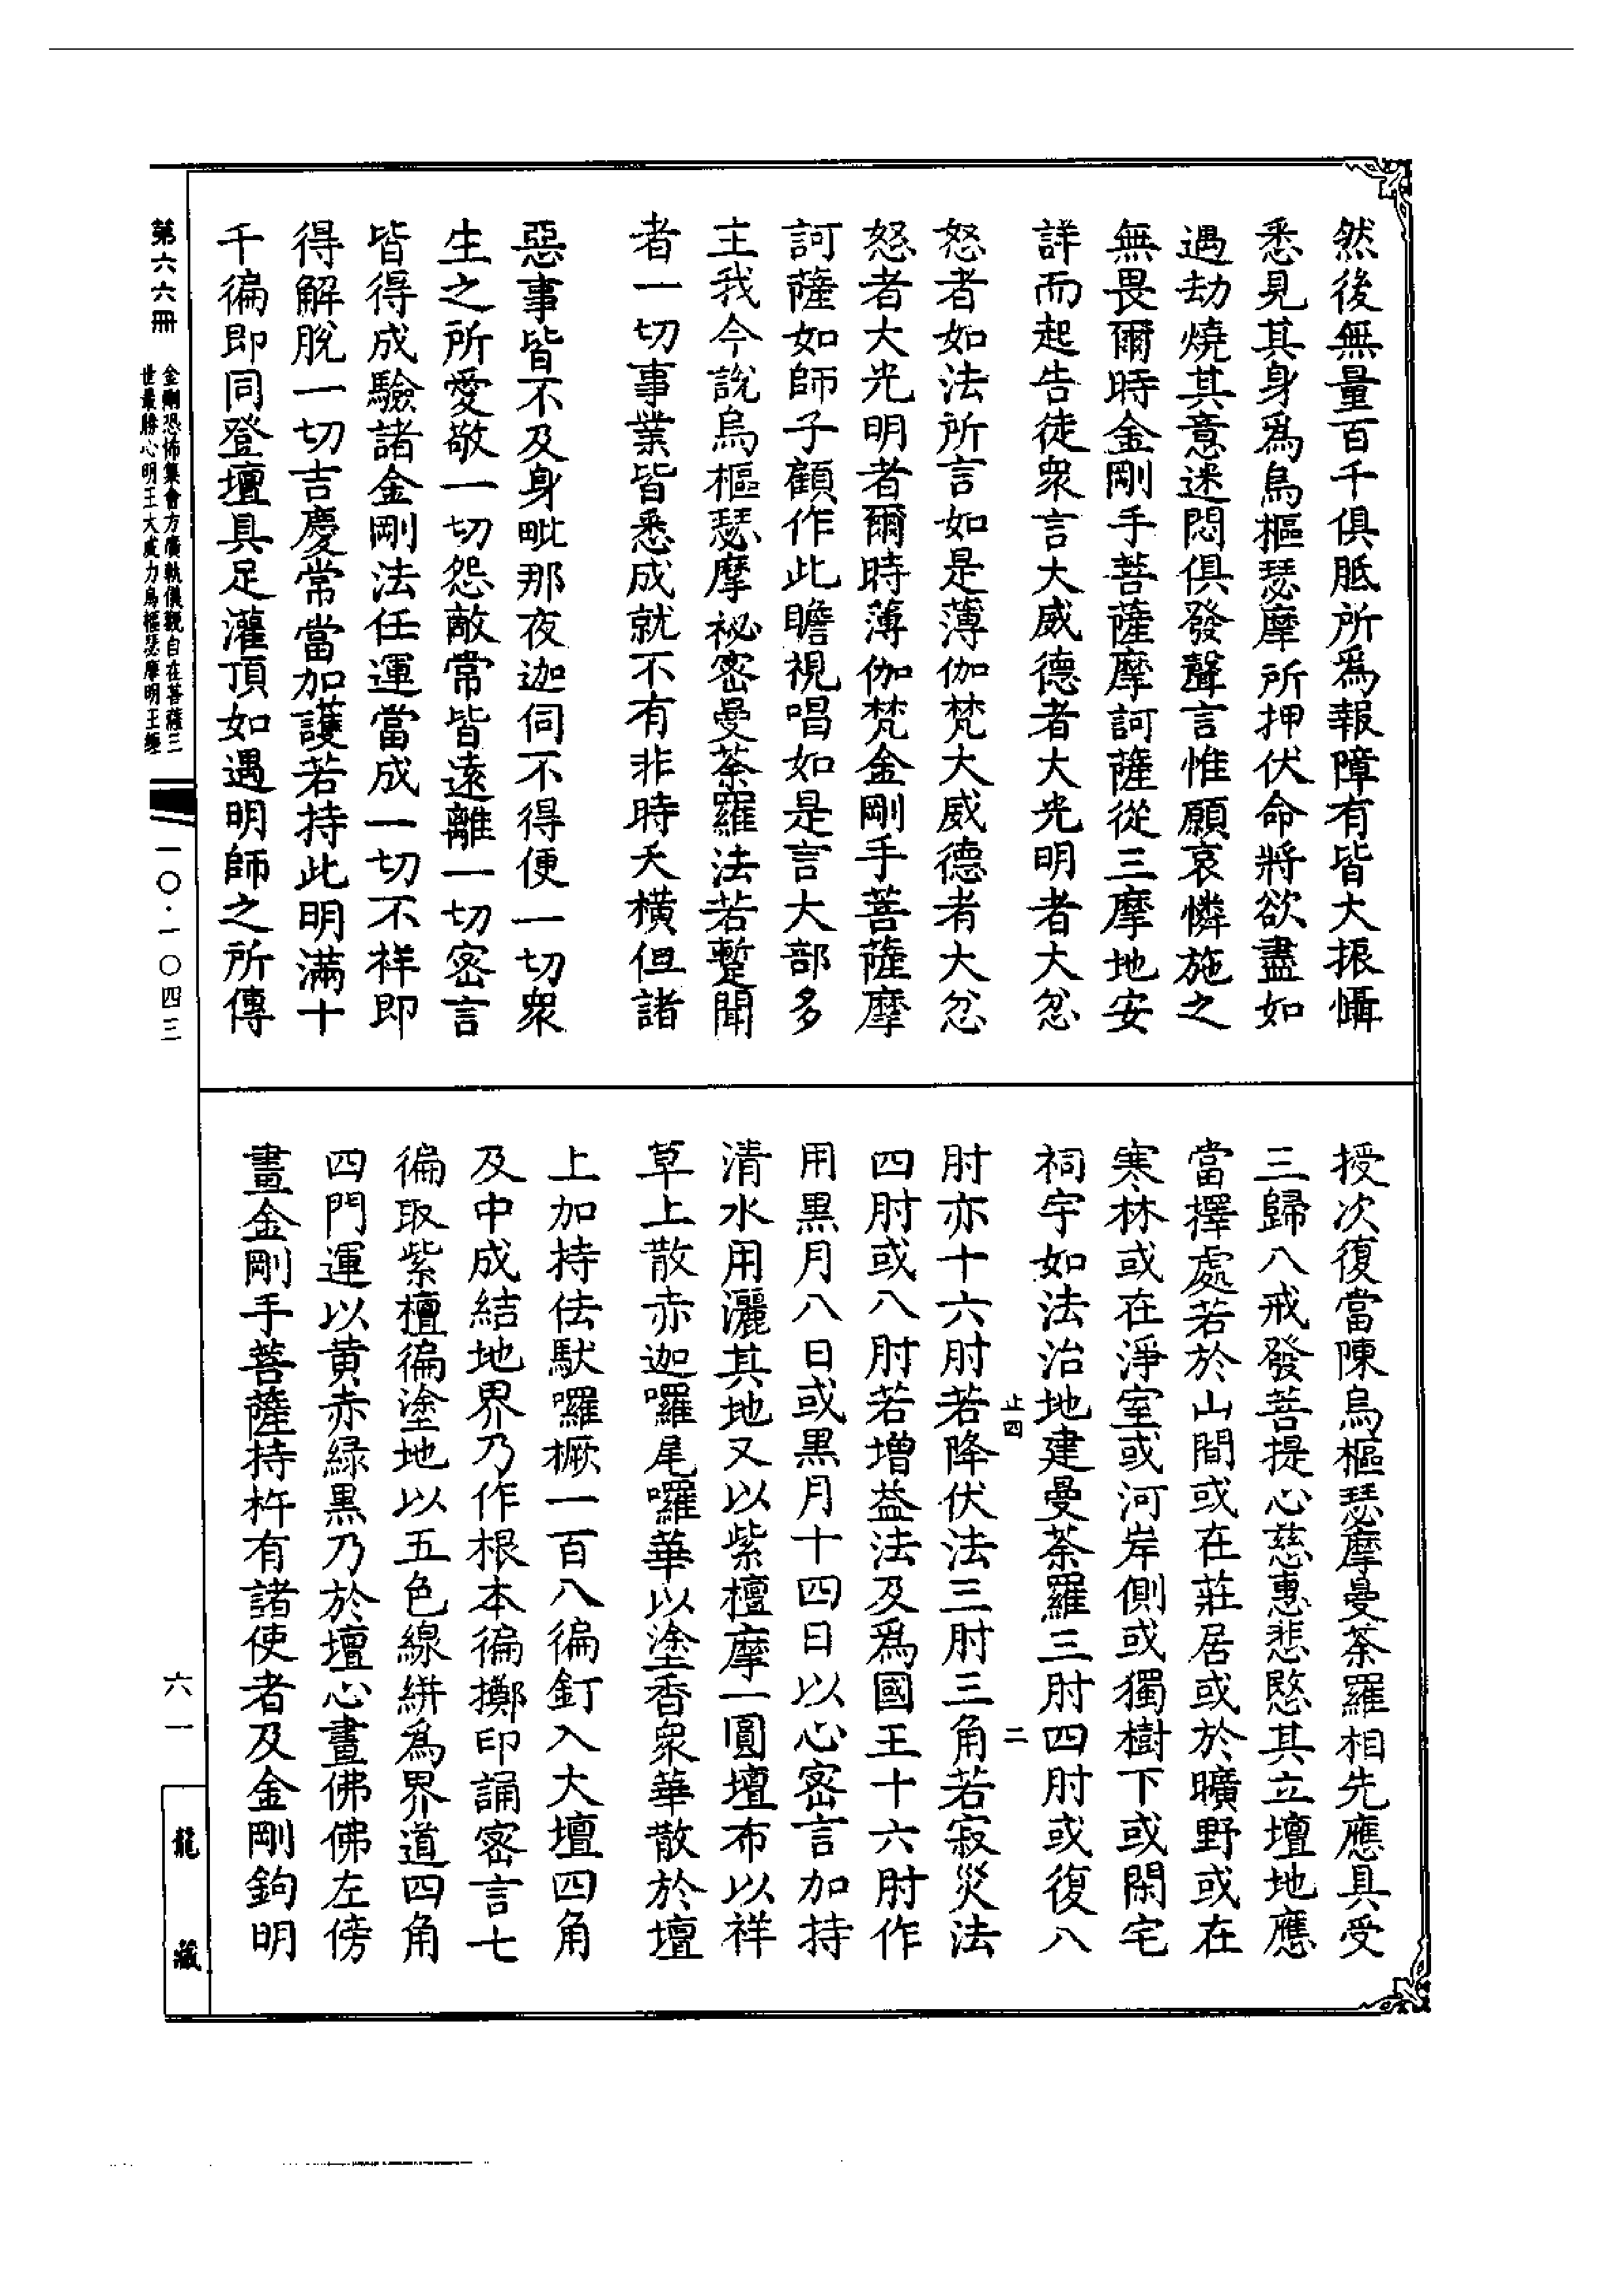 然後無量百千俱胝所爲報障有皆大振懾
悉見其身爲烏樞瑟摩所押伏命將欲盡如
遇劫燒其意迷悶俱發聲言惟願哀憐施之
無畏爾時金剛手菩薩摩訶薩從三摩地安
詳而起告徒衆言大威德者大光明者大忿
怒者如法所言如是薄伽梵大威德者大忿
怒者大光明者爾時薄伽梵金剛手菩薩摩
訶薩如師子顧作此瞻視唱如是言大部多
主我今說烏樞瑟摩祕密曼荼羅法若蹔聞
者一切事業皆悉成就不有非時夭橫但諸
惡事皆不及身毗那夜迦伺不得便一切衆
生之所愛敬一切怨敵常皆遠離一切密言
皆得成驗諸金剛法任運當成一切不祥即
得解脫一切吉慶常當加護若持此明滿十
千徧即同登壇具足灌頂如遇明師之所傳
授次復當陳烏樞瑟摩曼荼羅相先應具受
三歸八戒發菩提心慈惠悲愍其立壇地應
當擇處若於山間或在莊居或於曠野或在
寒林或在淨室或河岸側或獨樹下或閑宅
祠宇如法治地建曼荼羅三肘四肘或復八
止四 二
肘亦十六肘若降伏法三肘三角若寂災法
四肘或八肘若增益法及爲國王十六肘作
用黑月八日或黑月十四日以心密言加持
清水用灑其地又以紫檀摩一圓壇布以祥
草上散赤迦囉尾囉華以塗香衆華散於壇
上加持佉馱囉橛一百八徧釘入大壇四角
及中成結地界乃作根本徧擲印誦密言七
徧取紫檀徧塗地以五色線絣爲界道四角
四門運以黄赤緑黑乃於壇心畫佛佛左傍
畫金剛手菩薩持杵有諸使者及金剛鉤明
第六六冊
金剛恐怖集會方廣軌儀觀自在菩薩三
世最勝心明王大威力烏樞瑟摩明王經
一〇·一〇四三
六一
龍藏